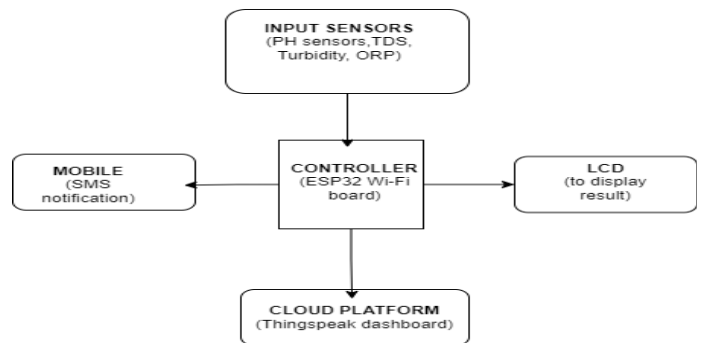 INPUT SENSORS
(PH sensors,TDS,
Turbidity, ORP)
MOBILE
(SMS
notification)
CONTROLLER
(ESP32 Wi-Fi
board)
LCD
(to display
result)
CLOUD PLATFORM
(Thingspeak dashboard)